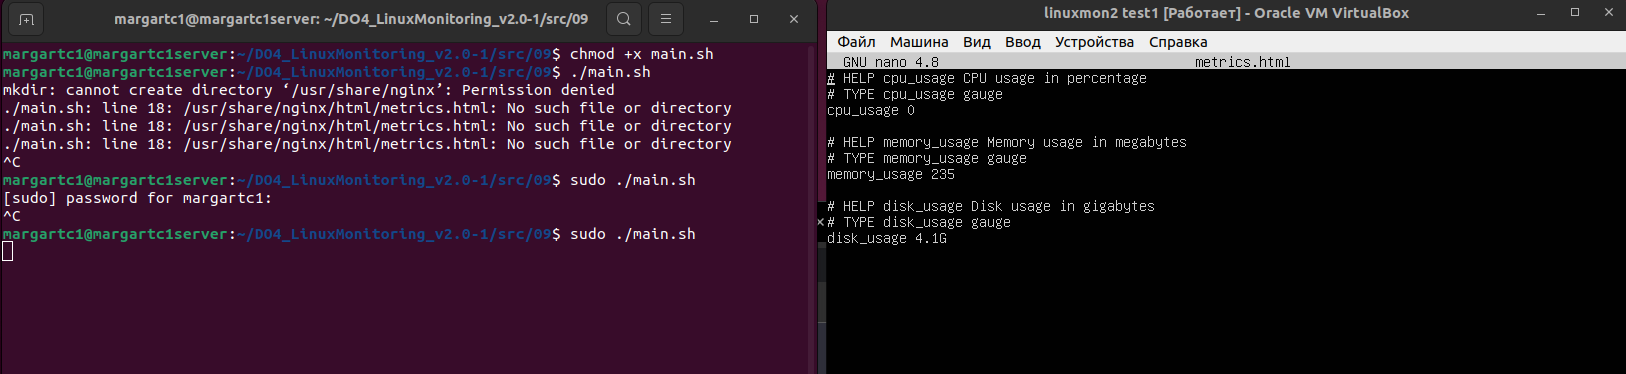 margartc1@margartc1server: ~/DO4_LinuxMonitoring_v2.0-1/src/09
margartc1@margartc1server:~/DO4_LinuxMonitoring_v2.0-1/src/09$ chmod +x main.sh
margartc1@margartc1server:~/DO4_LinuxMonitoring_v2.0-1/src/09$ ./main.sh
mkdir: cannot create directory ‘/usr/share/nginx’: Permission denied
./main.sh: line 18: /usr/share/nginx/html/metrics.html: No such file or directory
./main.sh: line 18: /usr/share/nginx/html/metrics.html: No such file or directory
./main.sh: line 18: /usr/share/nginx/html/metrics.html: No such file or directory
^C
margartc1@margartc1server:~/DO4_LinuxMonitoring_v2.0-1/src/09$ sudo ./main.sh
[sudo] password for margartc1:
^C
margartc1@margartc1server:~/DO4_LinuxMonitoring_v2.0-1/src/09$ sudo ./main.sh
linuxmon2 test1 [Работает] - Oracle VM VirtualBox
Файл Машина Вид Ввод Устройства Справка
GNU nano 4.8 metrics.html
# HELP cpu_usage CPU usage in percentage
# TYPE cpu_usage gauge
cpu_usage 0
# HELP memory_usage Memory usage in megabytes
# TYPE memory_usage gauge
memory_usage 235
# HELP disk_usage Disk usage in gigabytes
# TYPE disk_usage gauge
disk_usage 4.1G